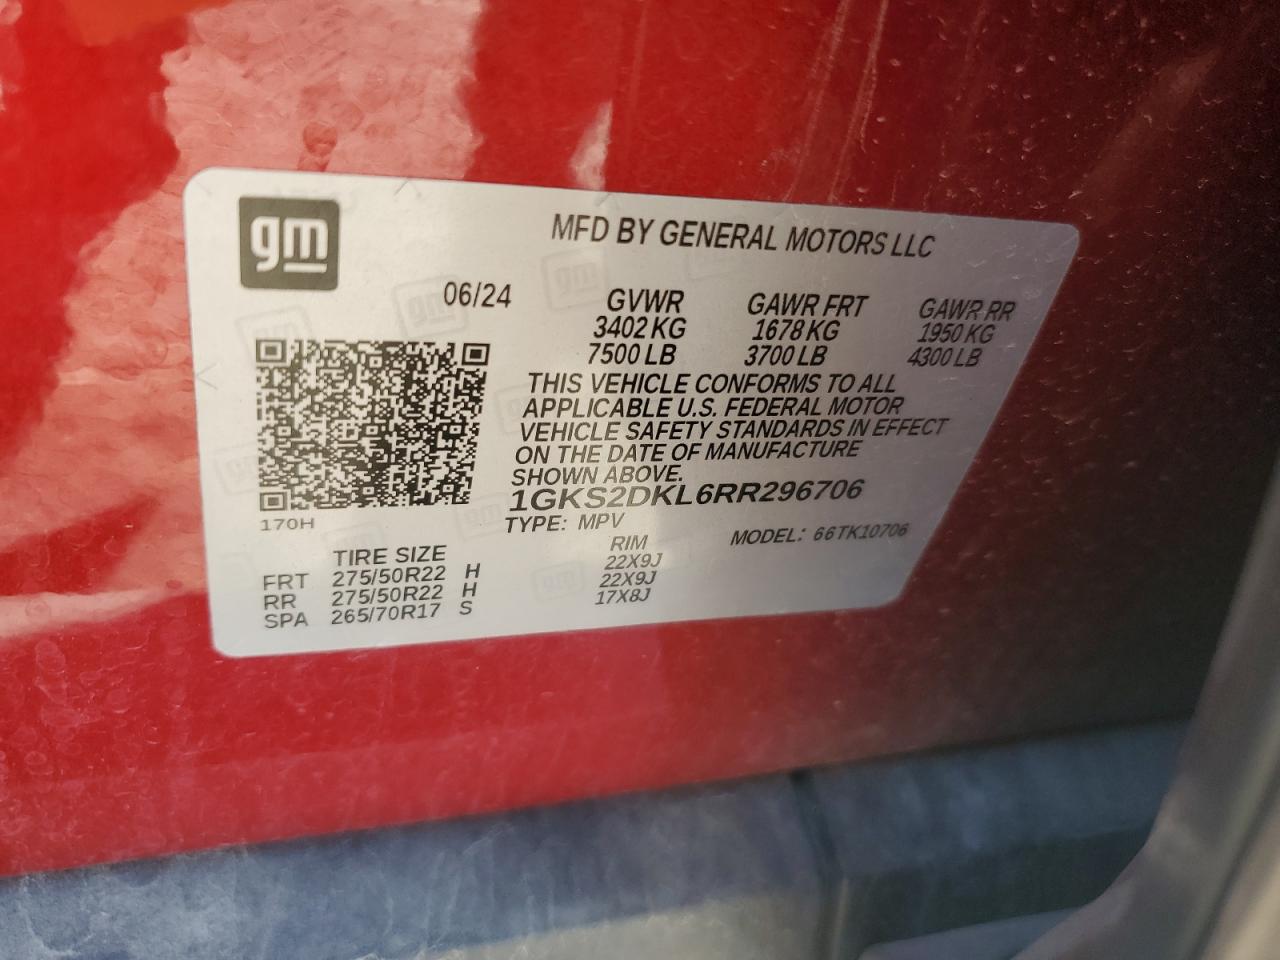 gm
MFD BY GENERAL MOTORS LLC
06/24
GVWR GAWR FRT GAWR RR
3402 KG 1678 KG 1950 KG
7500 LB 3700 LB 4300 LB
THIS VEHICLE CONFORMS TO ALL
APPLICABLE U.S. FEDERAL MOTOR
VEHICLE SAFETY STANDARDS IN EFFECT
ON THE DATE OF MANUFACTURE
SHOWN ABOVE.
1GKS2DKL6RR296706
170H
TYPE: MPV MODEL: 66TK10706
TIRE SIZE RIM
FRT 275/50R22 H 22X9J
RR 275/50R22 H 22X9J
SPA 265/70R17 S 17X8J